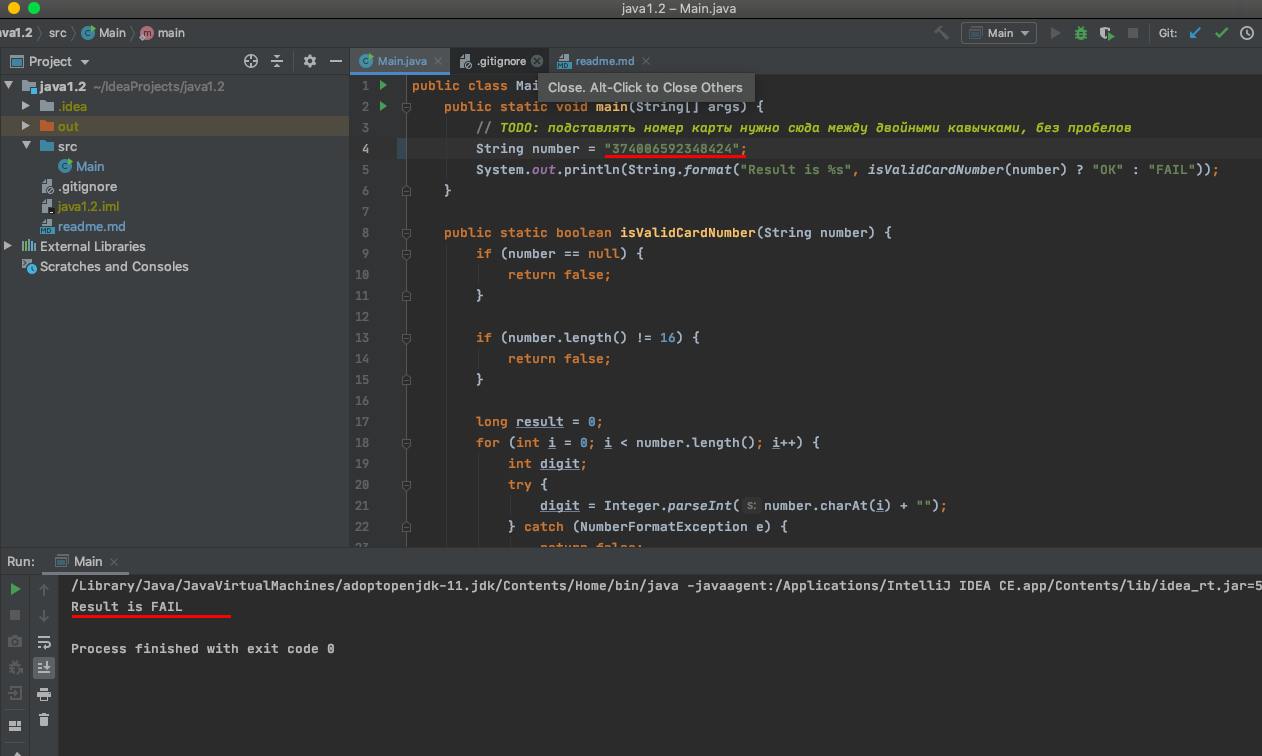 java1.2 – Main.java
ava1.2 src Main main
Main Git:
Project
Main.java .gitignore readme.md
Close. Alt-Click to Close Others
java1.2 ~/IdeaProjects/java1.2
.idea
out
src
Main
.gitignore
java1.2.iml
readme.md
External Libraries
Scratches and Consoles
1 public class Mai
2 public static void main(String[] args) {
3 // TODO: подставлять номер карты нужно сюда между двойными кавычками, без пробелов
4 String number = "374006592348424";
5 System.out.println(String.format("Result is %s", isValidCardNumber(number) ? "OK" : "FAIL"));
6 }
7
8 public static boolean isValidCardNumber(String number) {
9 if (number == null) {
10 return false;
11 }
12
13 if (number.length() != 16) {
14 return false;
15 }
16
17 long result = 0;
18 for (int i = 0; i < number.length(); i++) {
19 int digit;
20 try {
21 digit = Integer.parseInt( s: number.charAt(i) + "");
22 } catch (NumberFormatException e) {
23 return false;
Run: Main
/Library/Java/JavaVirtualMachines/adoptopenjdk-11.jdk/Contents/Home/bin/java -javaagent:/Applications/IntelliJ IDEA CE.app/Contents/lib/idea_rt.jar=5
Result is FAIL
Process finished with exit code 0